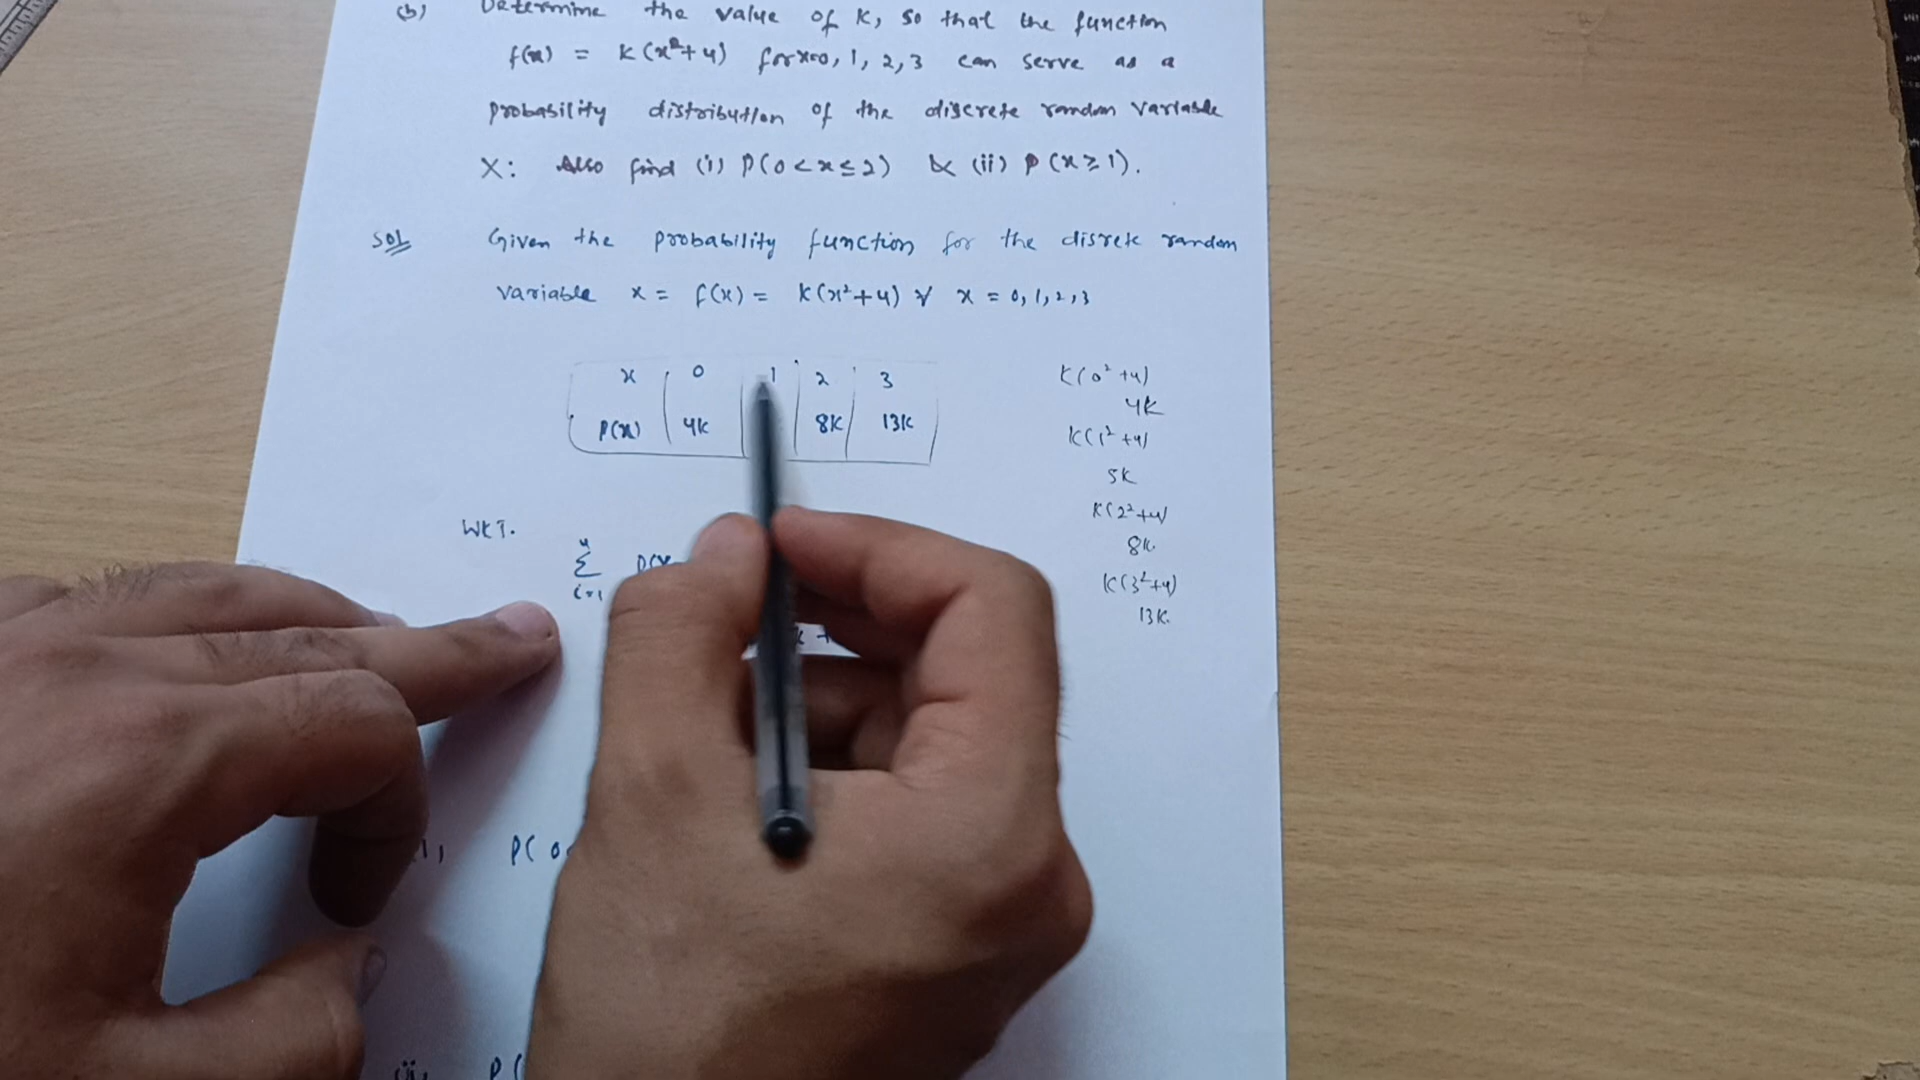 (b) Determine the value of K, so that the function
f(x) = K(x²+4) for x=0, 1, 2, 3 can serve as a
probability distribution of the discrete random variable
X: Also find (i) P(0<x≤2) & (ii) P(x≥1).
Sol Given the probability function for the disrete random
variable x = f(x) = K(x²+4) ∀ x = 0, 1, 2, 3
x 0 1 2 3
P(x) 4K 8K 13K
K(0²+4)
4K
K(1²+4)
5K
K(2²+4)
8K.
K(3²+4)
13K.
WKT.
4
Σ
i=1
P(0
ii, P(